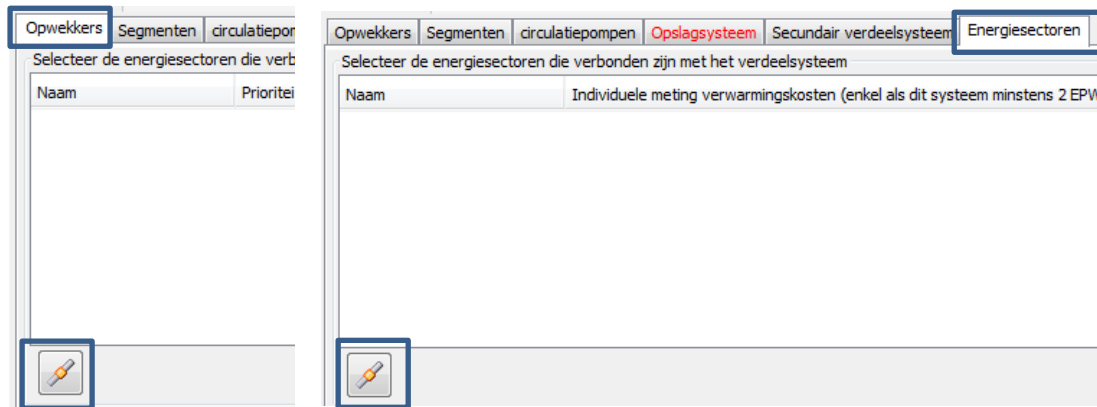 Opwekkers Segmenten circulatiepom
Selecteer de energiesectoren die verb
Naam Prioritei
Opwekkers Segmenten circulatiepompen Opslagsysteem Secundair verdeelsysteem Energiesectoren
Selecteer de energiesectoren die verbonden zijn met het verdeelsysteem
Naam Individuele meting verwarmingskosten (enkel als dit systeem minstens 2 EPW